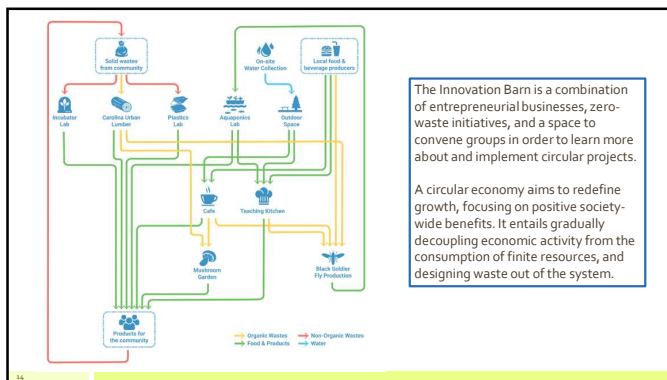 Solid wastes
from community
On-site
Water Collection
Local food &
beverage producers
Incubator
Lab
Carolina Urban
Lumber
Plastics
Lab
Aquaponics
Lab
Outdoor
Space
Cafe
Teaching Kitchen
Mushroom
Garden
Black Soldier
Fly Production
Products for
the community
Organic Wastes
Non-Organic Wastes
Food & Products
Water
The Innovation Barn is a combination
of entrepreneurial businesses, zero-
waste initiatives, and a space to
convene groups in order to learn more
about and implement circular projects.
A circular economy aims to redefine
growth, focusing on positive society-
wide benefits. It entails gradually
decoupling economic activity from the
consumption of finite resources, and
designing waste out of the system.
14